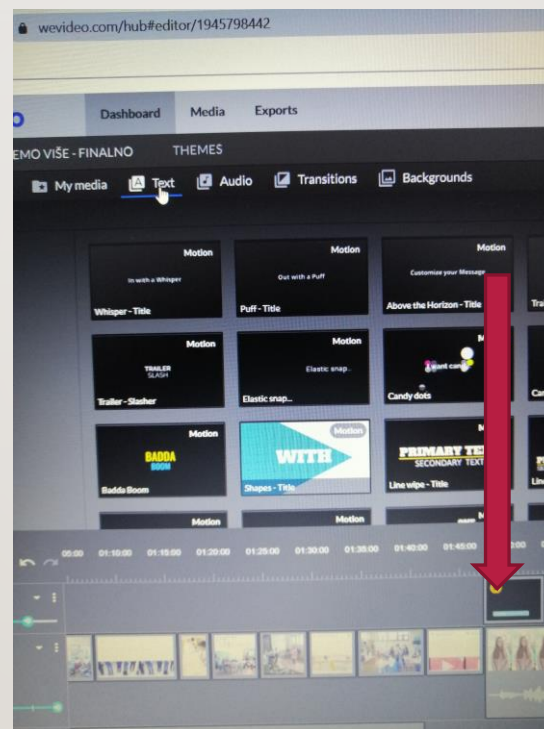 wevideo.com/hub#editor/1945798442
Dashboard Media Exports
EMO VIŠE - FINALNO THEMES
My media Text Audio Transitions Backgrounds
Motion Motion Motion
In with a Whisper Out with a Puff Customize your Message
Whisper - Title Puff - Title Above the Horizon - Title
Motion Motion
TRAILER
SLASH
Elastic snap.
I want candy
Trailer - Slasher Elastic snap... Candy dots
Motion Motion
BADDA
BOOM
WITH
PRIMARY
SECONDARY TEXT
Badda Boom Shapes - Title Line wipe - Title
Motion Motion
05:00 01:10:00 01:15:00 01:20:00 01:25:00 01:30:00 01:35:00 01:40:00 01:45:00